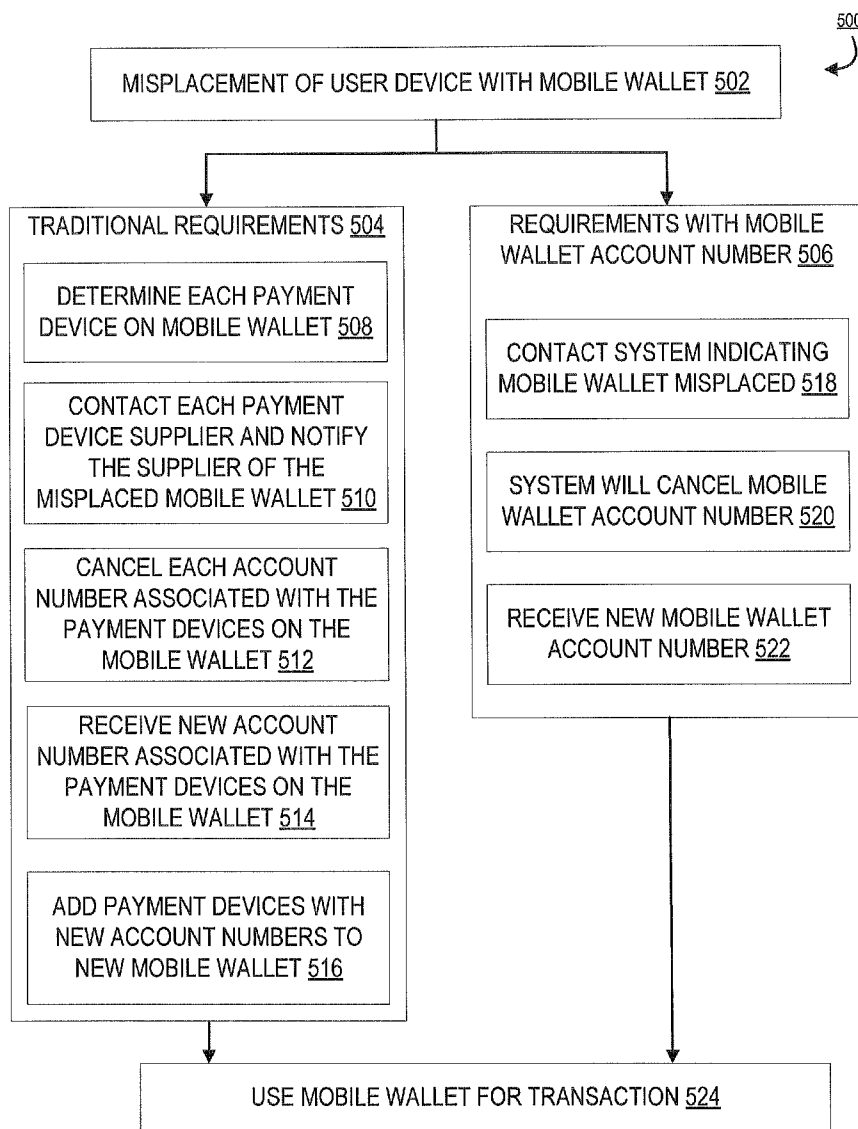 500
MISPLACEMENT OF USER DEVICE WITH MOBILE WALLET 502
TRADITIONAL REQUIREMENTS 504
DETERMINE EACH PAYMENT
DEVICE ON MOBILE WALLET 508
CONTACT EACH PAYMENT
DEVICE SUPPLIER AND NOTIFY
THE SUPPLIER OF THE
MISPLACED MOBILE WALLET 510
CANCEL EACH ACCOUNT
NUMBER ASSOCIATED WITH THE
PAYMENT DEVICES ON THE
MOBILE WALLET 512
RECEIVE NEW ACCOUNT
NUMBER ASSOCIATED WITH THE
PAYMENT DEVICES ON THE
MOBILE WALLET 514
ADD PAYMENT DEVICES WITH
NEW ACCOUNT NUMBERS TO
NEW MOBILE WALLET 516
REQUIREMENTS WITH MOBILE
WALLET ACCOUNT NUMBER 506
CONTACT SYSTEM INDICATING
MOBILE WALLET MISPLACED 518
SYSTEM WILL CANCEL MOBILE
WALLET ACCOUNT NUMBER 520
RECEIVE NEW MOBILE WALLET
ACCOUNT NUMBER 522
USE MOBILE WALLET FOR TRANSACTION 524